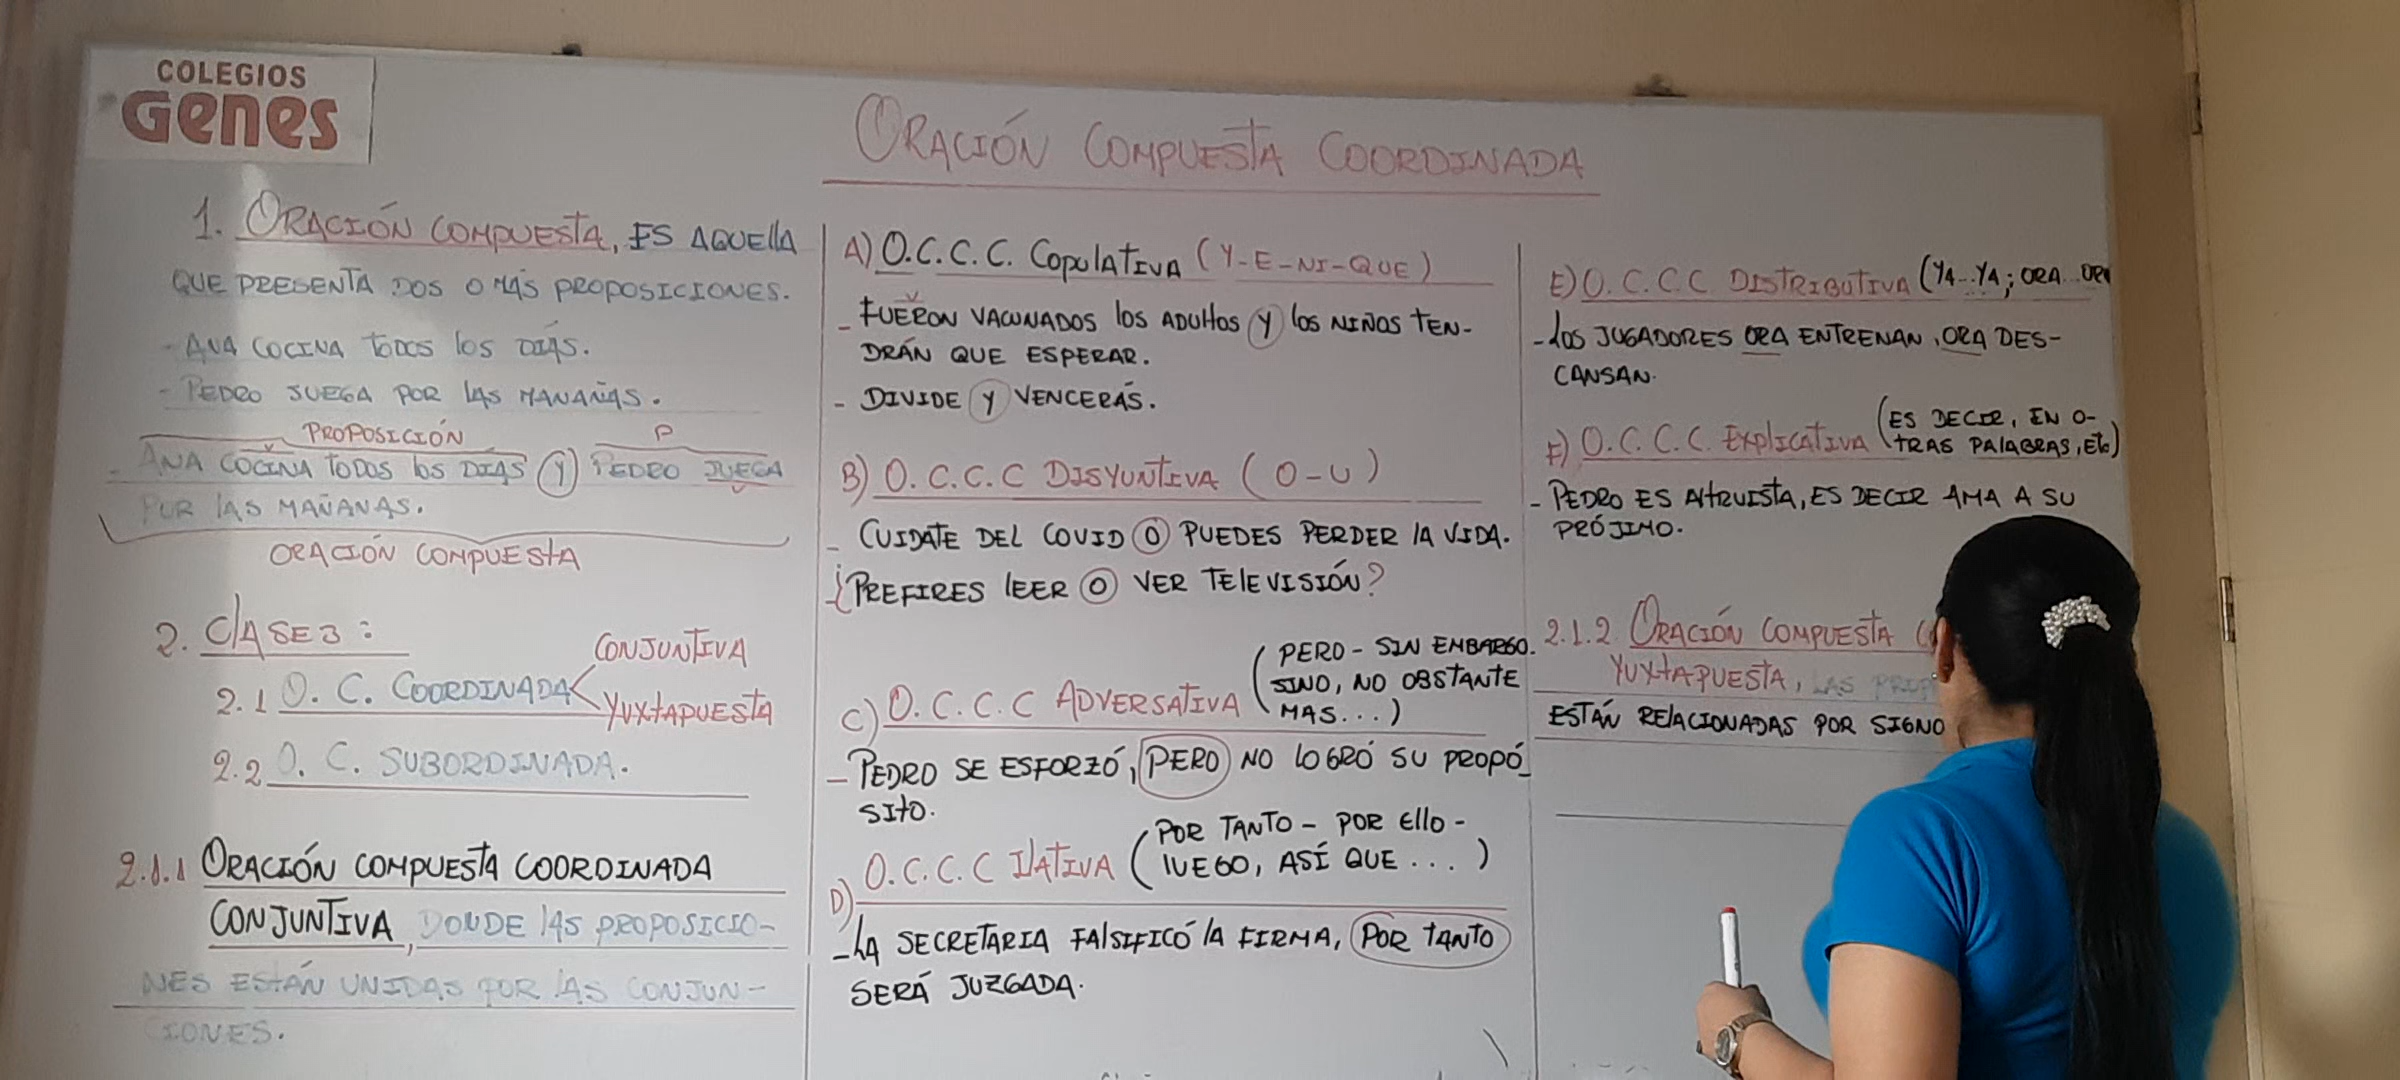 COLEGIOS
Genes
ORACIÓN COMPUESTA COORDINADA
1. ORACIÓN COMPUESTA, ES AQUELLA
QUE PRESENTA DOS O MÁS PROPOSICIONES.
- ANA COCINA TODOS LOS DÍAS.
- PEDRO JUEGA POR LAS MAÑANAS.
PROPOSICIÓN P
- ANA COCINA TODOS LOS DÍAS Y PEDRO JUEGA
POR LAS MAÑANAS.
ORACIÓN COMPUESTA
2. CLASES:
CONJUNTIVA
2.1 O. C. COORDINADA <
YUXTAPUESTA
2.2 O. C. SUBORDINADA.
2.1.1 ORACIÓN COMPUESTA COORDINADA
CONJUNTIVA, DONDE LAS PROPOSICIO-
NES ESTÁN UNIDAS POR LAS CONJUN-
CIONES.
A) O.C.C.C. COPULATIVA (Y-E-NI-QUE)
- FUERON VACUNADOS LOS ADULTOS Y LOS NIÑOS TEN-
DRÁN QUE ESPERAR.
- DIVIDE Y VENCERÁS.
B) O.C.C.C DISYUNTIVA (O-U)
- CUIDATE DEL COVID O PUEDES PERDER LA VIDA.
- ¿PREFIRES LEER O VER TELEVISIÓN?
C) O.C.C.C ADVERSATIVA (PERO - SIN EMBARGO.
SINO, NO OBSTANTE
MAS...)
- PEDRO SE ESFORZÓ, PERO NO LOGRÓ SU PROPÓ-
SITO.
D) O.C.C.C ILATIVA (POR TANTO - POR ELLO -
LUEGO, ASÍ QUE ...)
- LA SECRETARIA FALSIFICÓ LA FIRMA, POR TANTO
SERÁ JUZGADA.
E) O.C.C.C DISTRIBUTIVA (YA...YA; ORA...ORA
- LOS JUGADORES ORA ENTRENAN, ORA DES-
CANSAN.
F) O.C.C.C. EXPLICATIVA (ES DECIR, EN O-
TRAS PALABRAS, ETC)
- PEDRO ES ALTRUISTA, ES DECIR AMA A SU
PRÓJIMO.
2.1.2 ORACIÓN COMPUESTA
YUXTAPUESTA, LAS
ESTÁN RELACIONADAS POR SIGNO